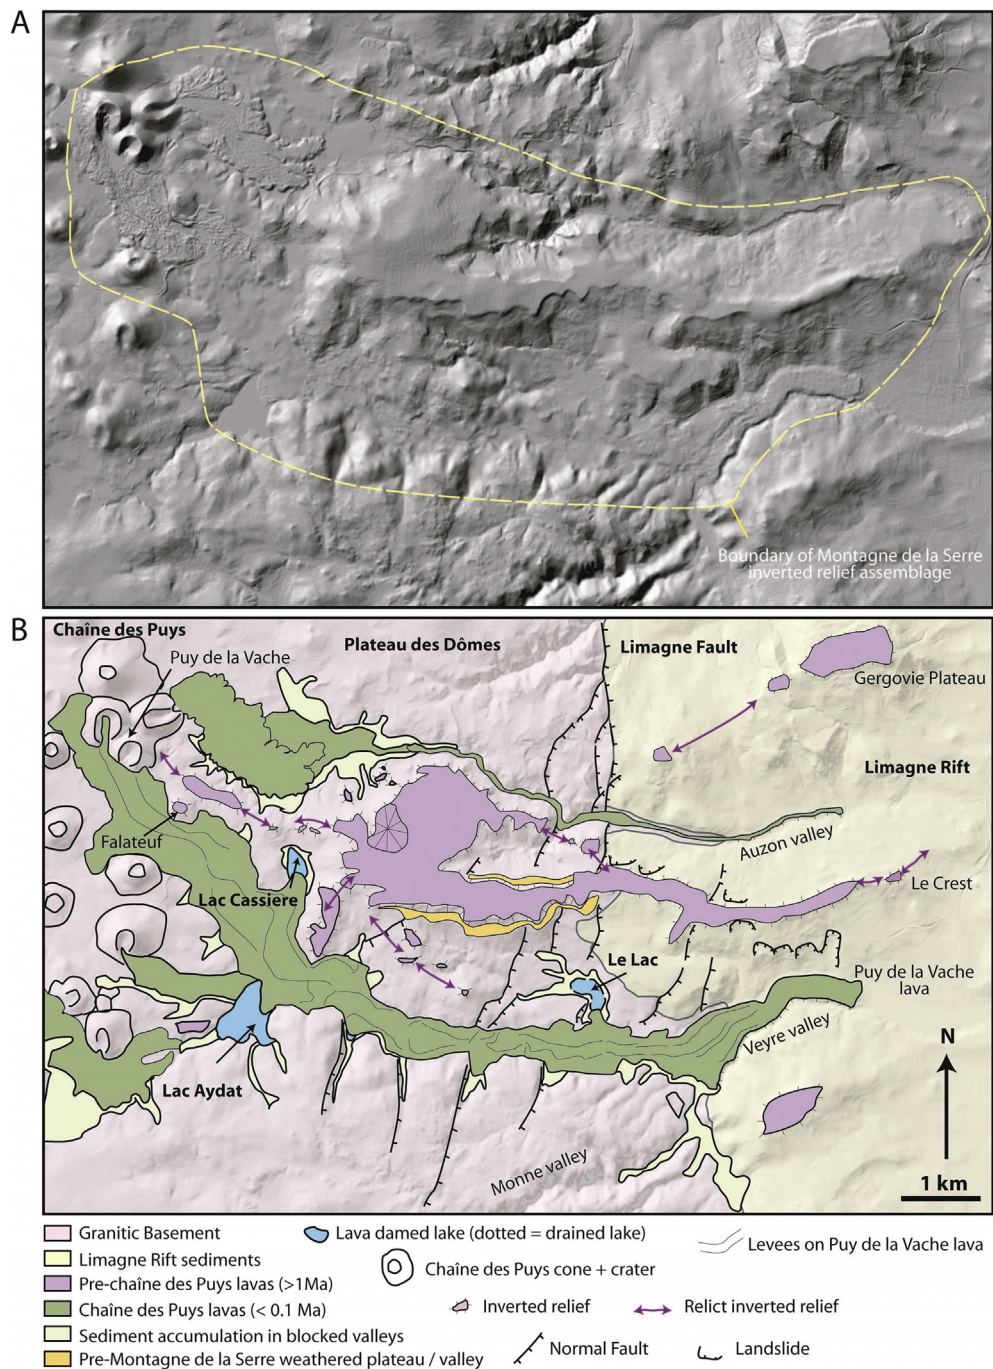 A
Boundary of Montagne de la Serre
inverted relief assemblage
B
Chaîne des Puys
Puy de la Vache
Plateau des Dômes
Limagne Fault
Gergovie Plateau
Limagne Rift
Falateuf
Auzon valley
Lac Cassiere
Le Crest
Le Lac
Puy de la Vache
lava
Veyre valley
N
Lac Aydat
Monne valley
1 km
Granitic Basement
Limagne Rift sediments
Pre-chaîne des Puys lavas (>1Ma)
Chaîne des Puys lavas (< 0.1 Ma)
Sediment accumulation in blocked valleys
Pre-Montagne de la Serre weathered plateau / valley
Lava damed lake (dotted = drained lake)
Chaîne des Puys cone + crater
Levees on Puy de la Vache lava
Inverted relief
Relict inverted relief
Normal Fault
Landslide